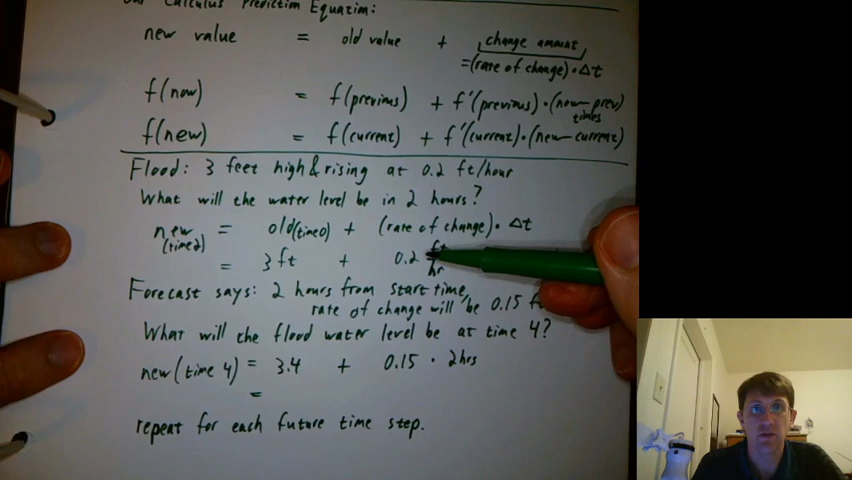 Our Calculus Prediction Equation:
new value = old value + change amount
=(rate of change)·Δt
f(now) = f(previous) + f'(previous)·(now-prev)
times
f(new) = f(current) + f'(current)·(new-current)
Flood: 3 feet high & rising at 0.2 ft/hour
What will the water level be in 2 hours?
new = old(time0) + (rate of change)·Δt
(time2)
= 3 ft + 0.2 ft
hr
Forecast says: 2 hours from start time,
rate of change will be 0.15 f
What will the flood water level be at time 4?
new(time 4) = 3.4 + 0.15 · 2hrs
=
repeat for each future time step.